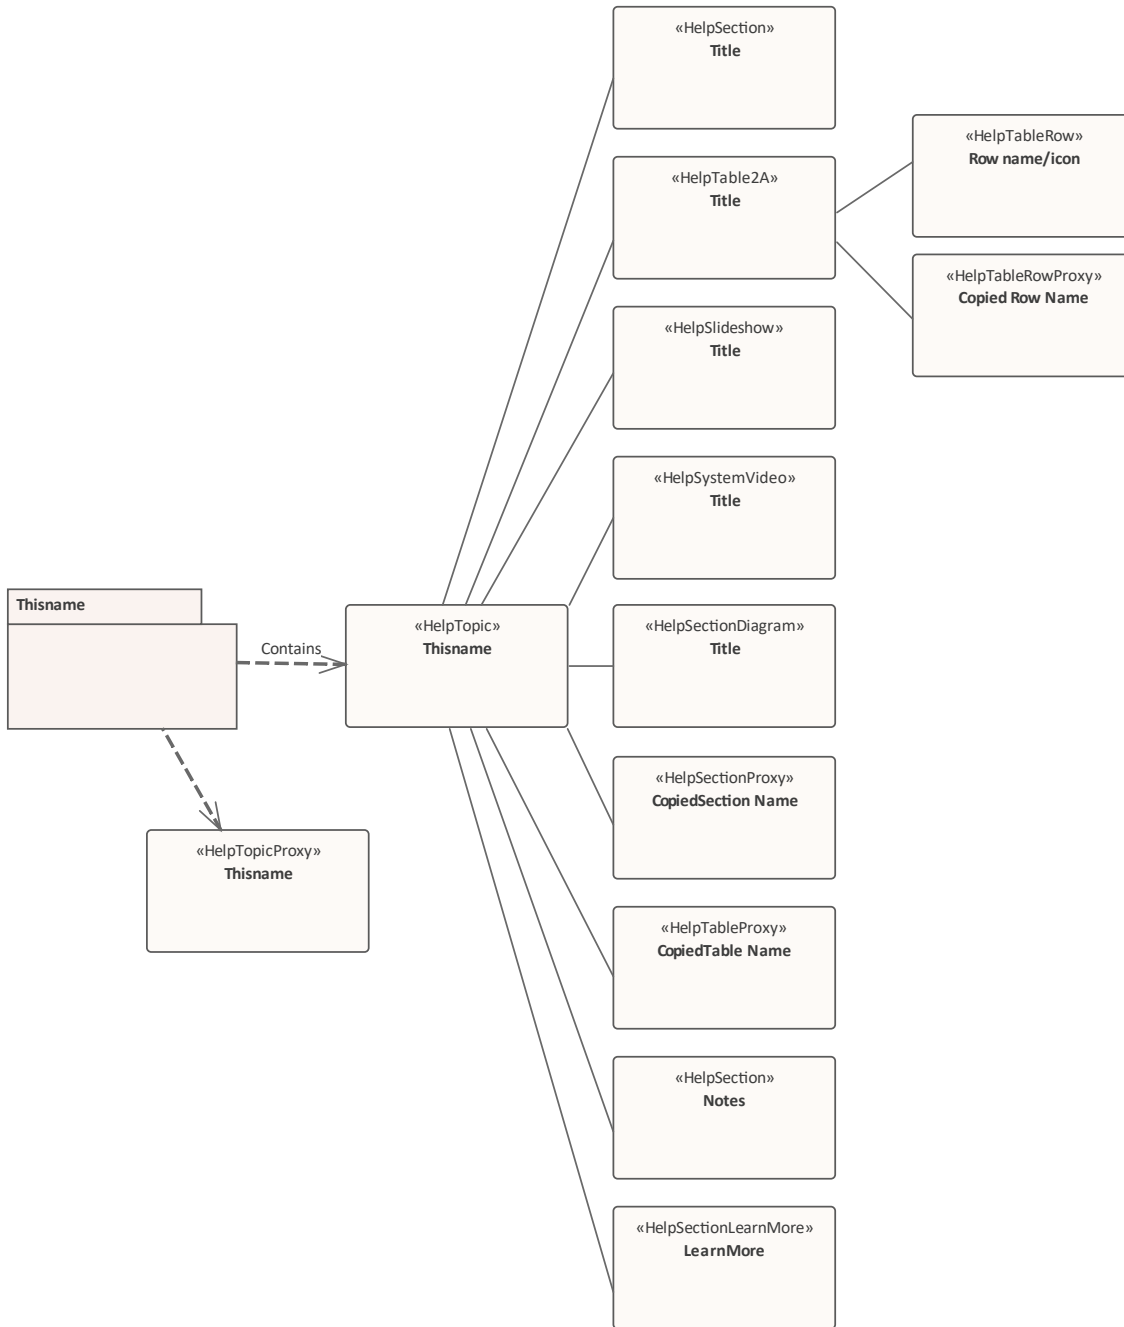 «HelpSection»
Title
«HelpTableRow»
Row name/icon
«HelpTable2A»
Title
«HelpTableRowProxy»
Copied Row Name
«HelpSlideshow»
Title
«HelpSystemVideo»
Title
Thisname
Contains
«HelpTopic»
Thisname
«HelpSectionDiagram»
Title
«HelpSectionProxy»
CopiedSection Name
«HelpTopicProxy»
Thisname
«HelpTableProxy»
CopiedTable Name
«HelpSection»
Notes
«HelpSectionLearnMore»
LearnMore